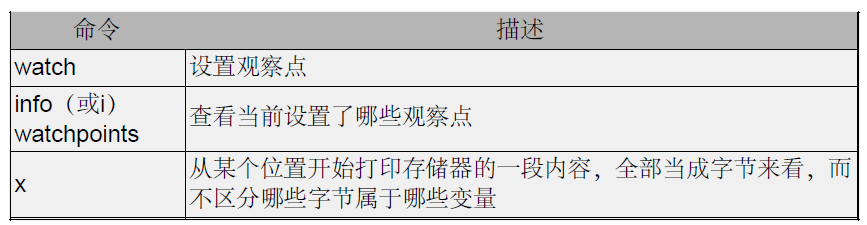 命令 描述
watch 设置观察点
info（或i）
watchpoints
查看当前设置了哪些观察点
x
从某个位置开始打印存储器的一段内容，全部当成字节来看，而
不区分哪些字节属于哪些变量